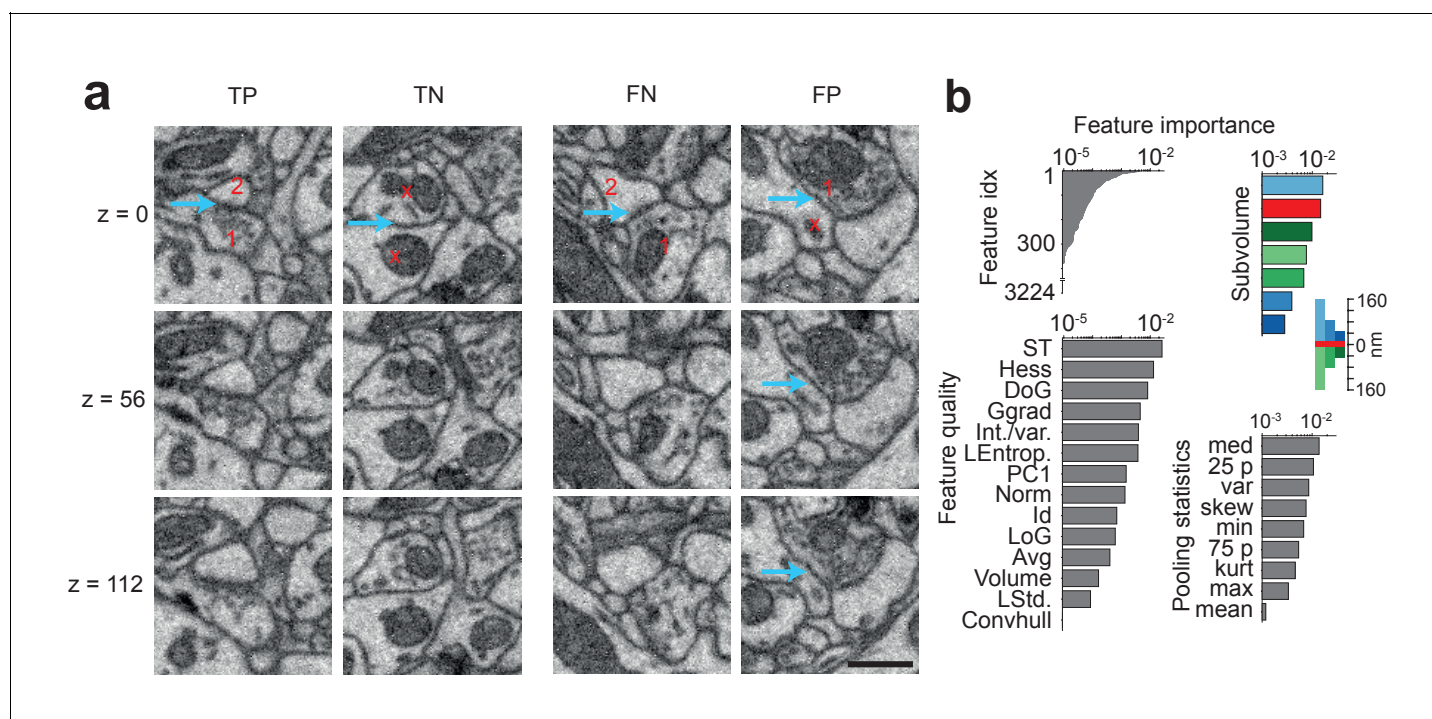 a
TP
TN
FN
FP
z = 0
2
1
x
x
2
1
1
x
z = 56
z = 112
b
Feature importance
10-5
10-2
1
300
3224
Feature idx
10-3
10-2
Subvolume
160
0
160
nm
10-5
10-2
Feature quality
ST
Hess
DoG
Ggrad
Int./var.
LEntrop.
PC1
Norm
Id
LoG
Avg
Volume
LStd.
Convhull
10-3
10-2
Pooling statistics
med
25 p
var
skew
min
75 p
kurt
max
mean